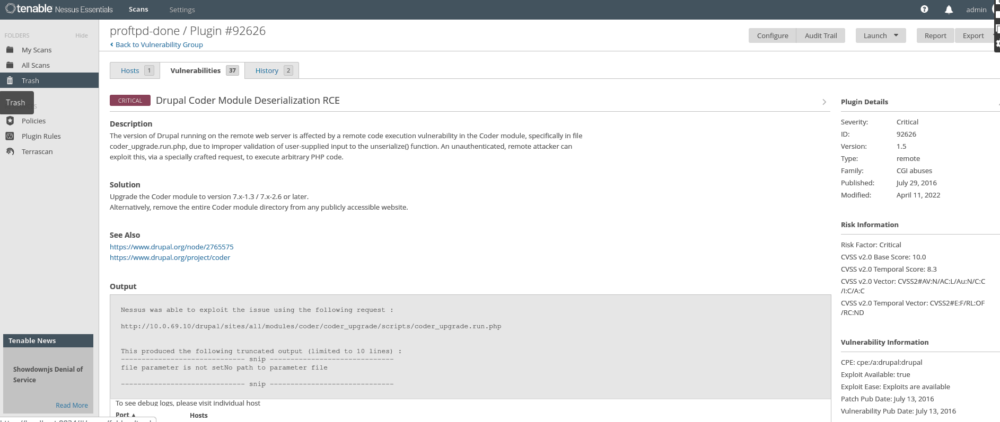 tenable Nessus Essentials
Scans
Settings
admin
FOLDERS
Hide
My Scans
All Scans
Trash
Trash
Policies
Plugin Rules
Terrascan
Tenable News
Showdownjs Denial of
Service
Read More
proftpd-done / Plugin #92626
Back to Vulnerability Group
Configure
Audit Trail
Launch
Report
Export
Hosts 1
Vulnerabilities 37
History 2
CRITICAL
Drupal Coder Module Deserialization RCE
Description
The version of Drupal running on the remote web server is affected by a remote code execution vulnerability in the Coder module, specifically in file
coder_upgrade.run.php, due to improper validation of user-supplied input to the unserialize() function. An unauthenticated, remote attacker can
exploit this, via a specially crafted request, to execute arbitrary PHP code.
Solution
Upgrade the Coder module to version 7.x-1.3 / 7.x-2.6 or later.
Alternatively, remove the entire Coder module directory from any publicly accessible website.
See Also
https://www.drupal.org/node/2765575
https://www.drupal.org/project/coder
Output
Nessus was able to exploit the issue using the following request :
http://10.0.69.10/drupal/sites/all/modules/coder/coder_upgrade/scripts/coder_upgrade.run.php
This produced the following truncated output (limited to 10 lines) :
------------------------------ snip ------------------------------
file parameter is not setNo path to parameter file
------------------------------ snip ------------------------------
To see debug logs, please visit individual host
Port ▲
Hosts
Plugin Details
Severity: Critical
ID: 92626
Version: 1.5
Type: remote
Family: CGI abuses
Published: July 29, 2016
Modified: April 11, 2022
Risk Information
Risk Factor: Critical
CVSS v2.0 Base Score: 10.0
CVSS v2.0 Temporal Score: 8.3
CVSS v2.0 Vector: CVSS2#AV:N/AC:L/Au:N/C:C
/I:C/A:C
CVSS v2.0 Temporal Vector: CVSS2#E:F/RL:OF
/RC:ND
Vulnerability Information
CPE: cpe:/a:drupal:drupal
Exploit Available: true
Exploit Ease: Exploits are available
Patch Pub Date: July 13, 2016
Vulnerability Pub Date: July 13, 2016